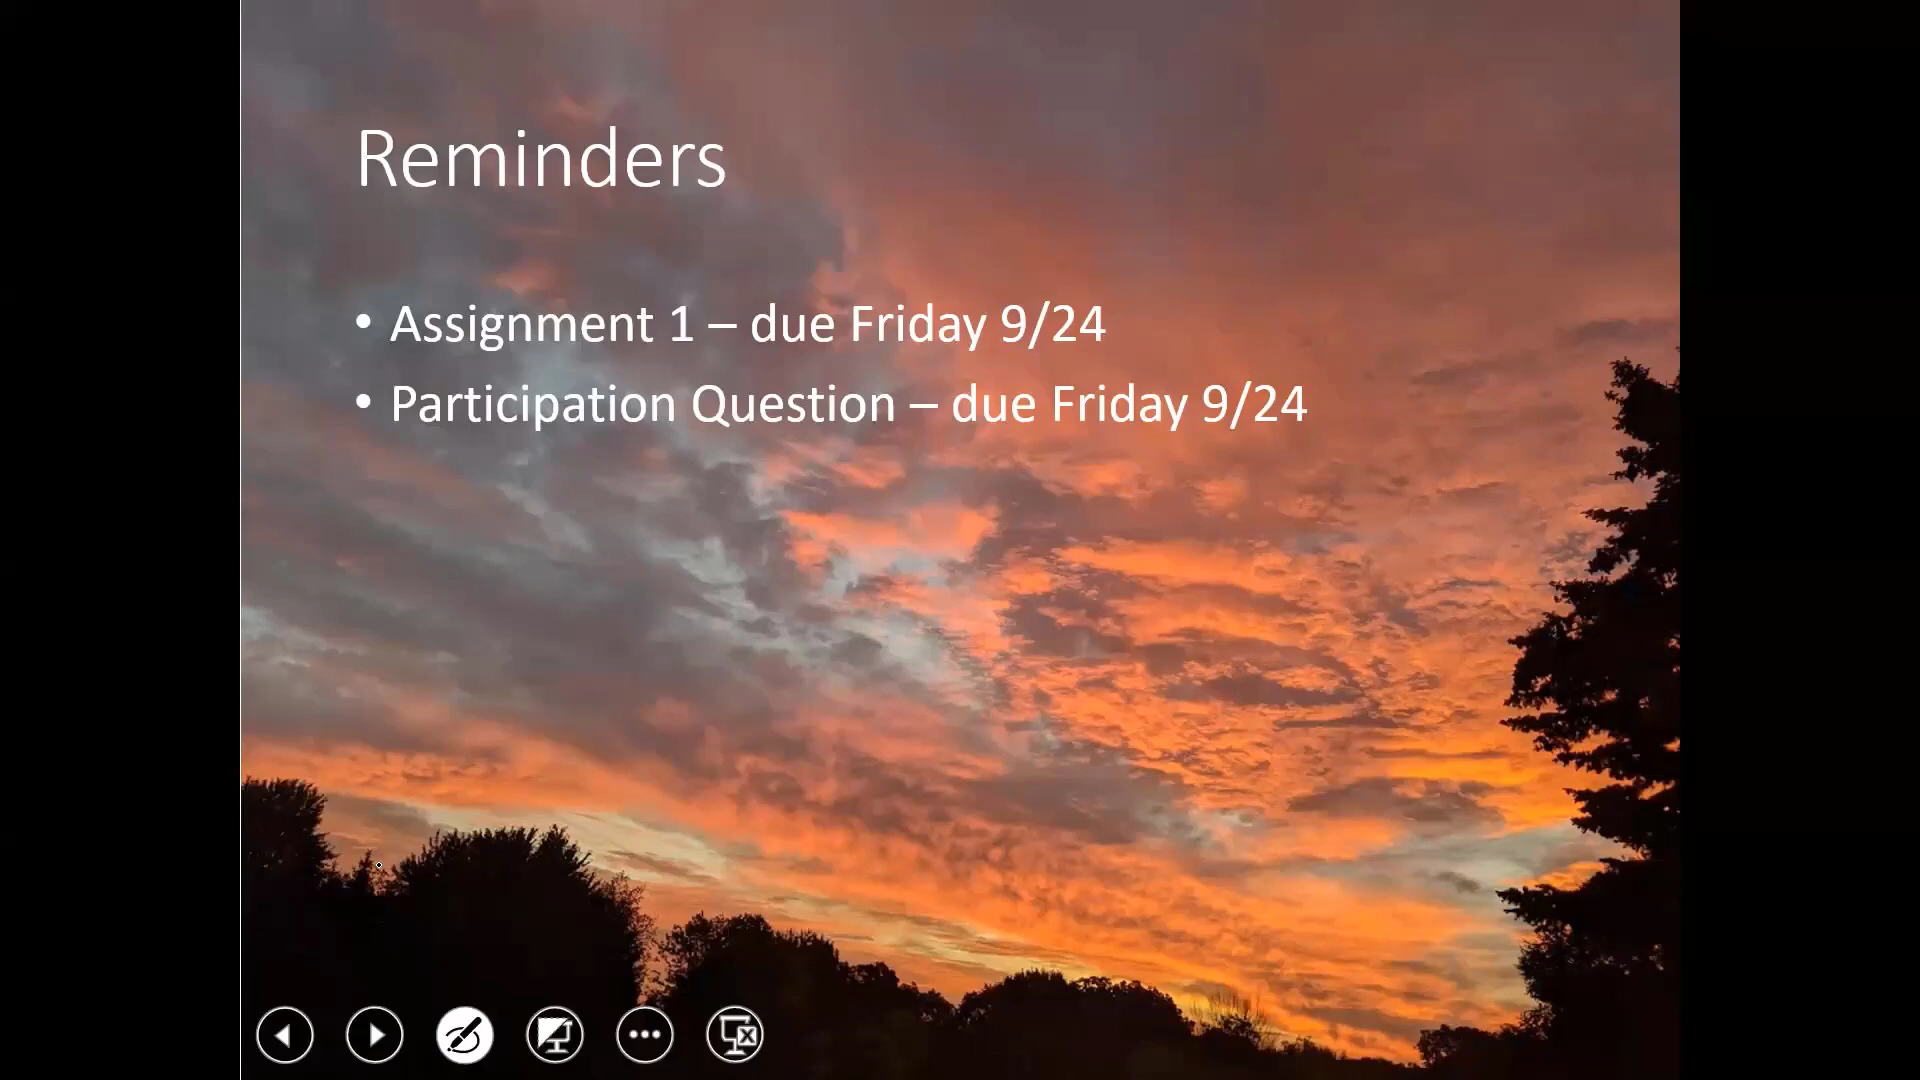 Reminders
• Assignment 1 – due Friday 9/24
• Participation Question – due Friday 9/24